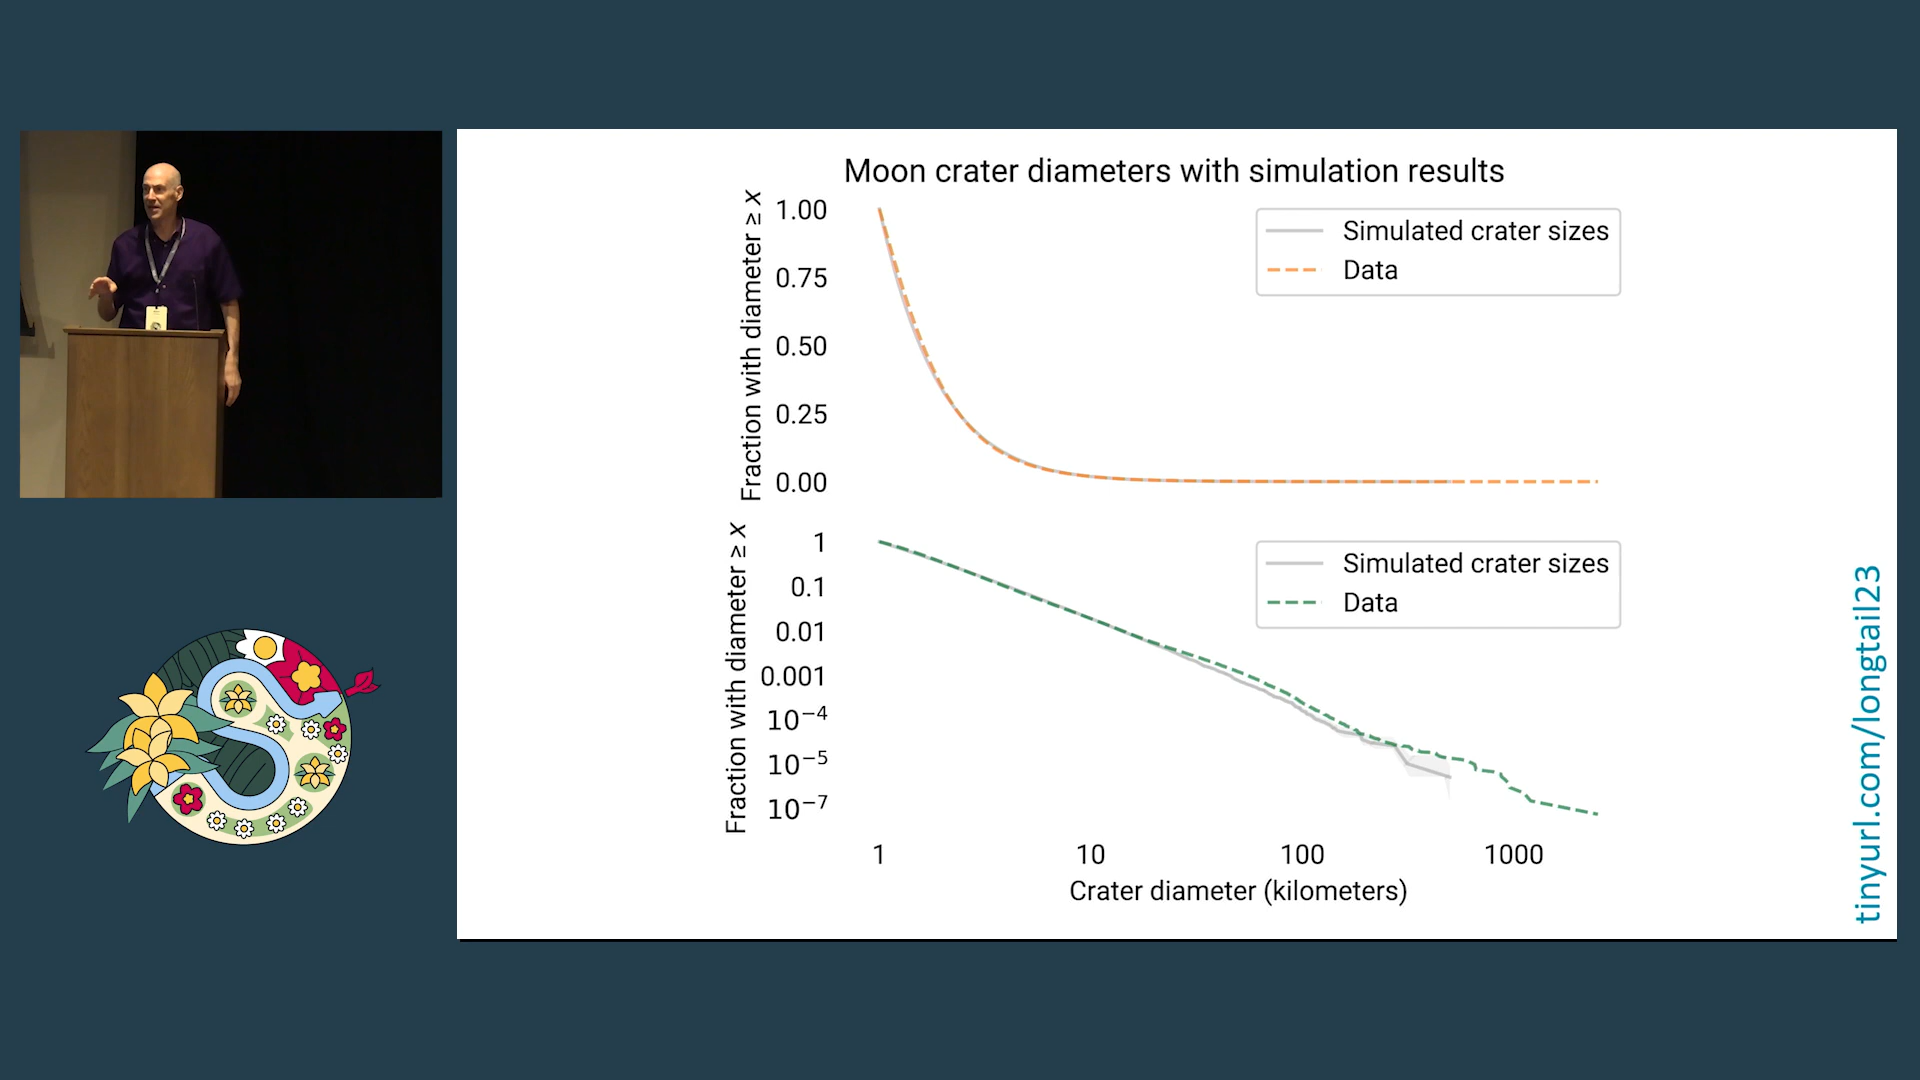 Moon crater diameters with simulation results
Fraction with diameter ≥ x
1.00
0.75
0.50
0.25
0.00
Simulated crater sizes
Data
Fraction with diameter ≥ x
1
0.1
0.01
0.001
10⁻⁴
10⁻⁵
10⁻⁷
Simulated crater sizes
Data
1 10 100 1000
Crater diameter (kilometers)
tinyurl.com/longtail23